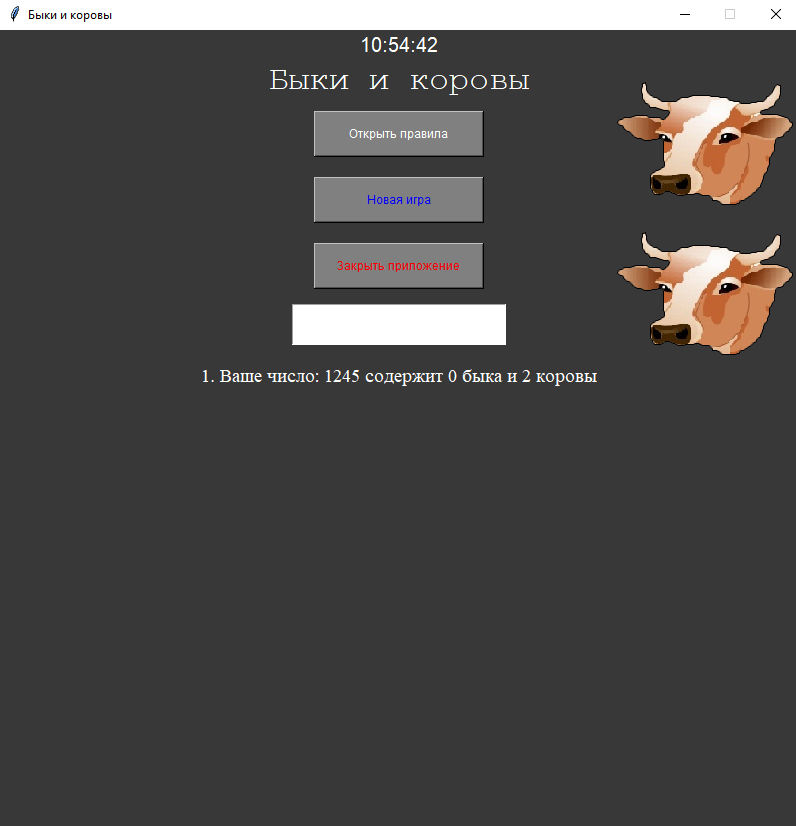 Быки и коровы
10:54:42
Быки и коровы
Открыть правила
Новая игра
Закрыть приложение
1. Ваше число: 1245 содержит 0 быка и 2 коровы